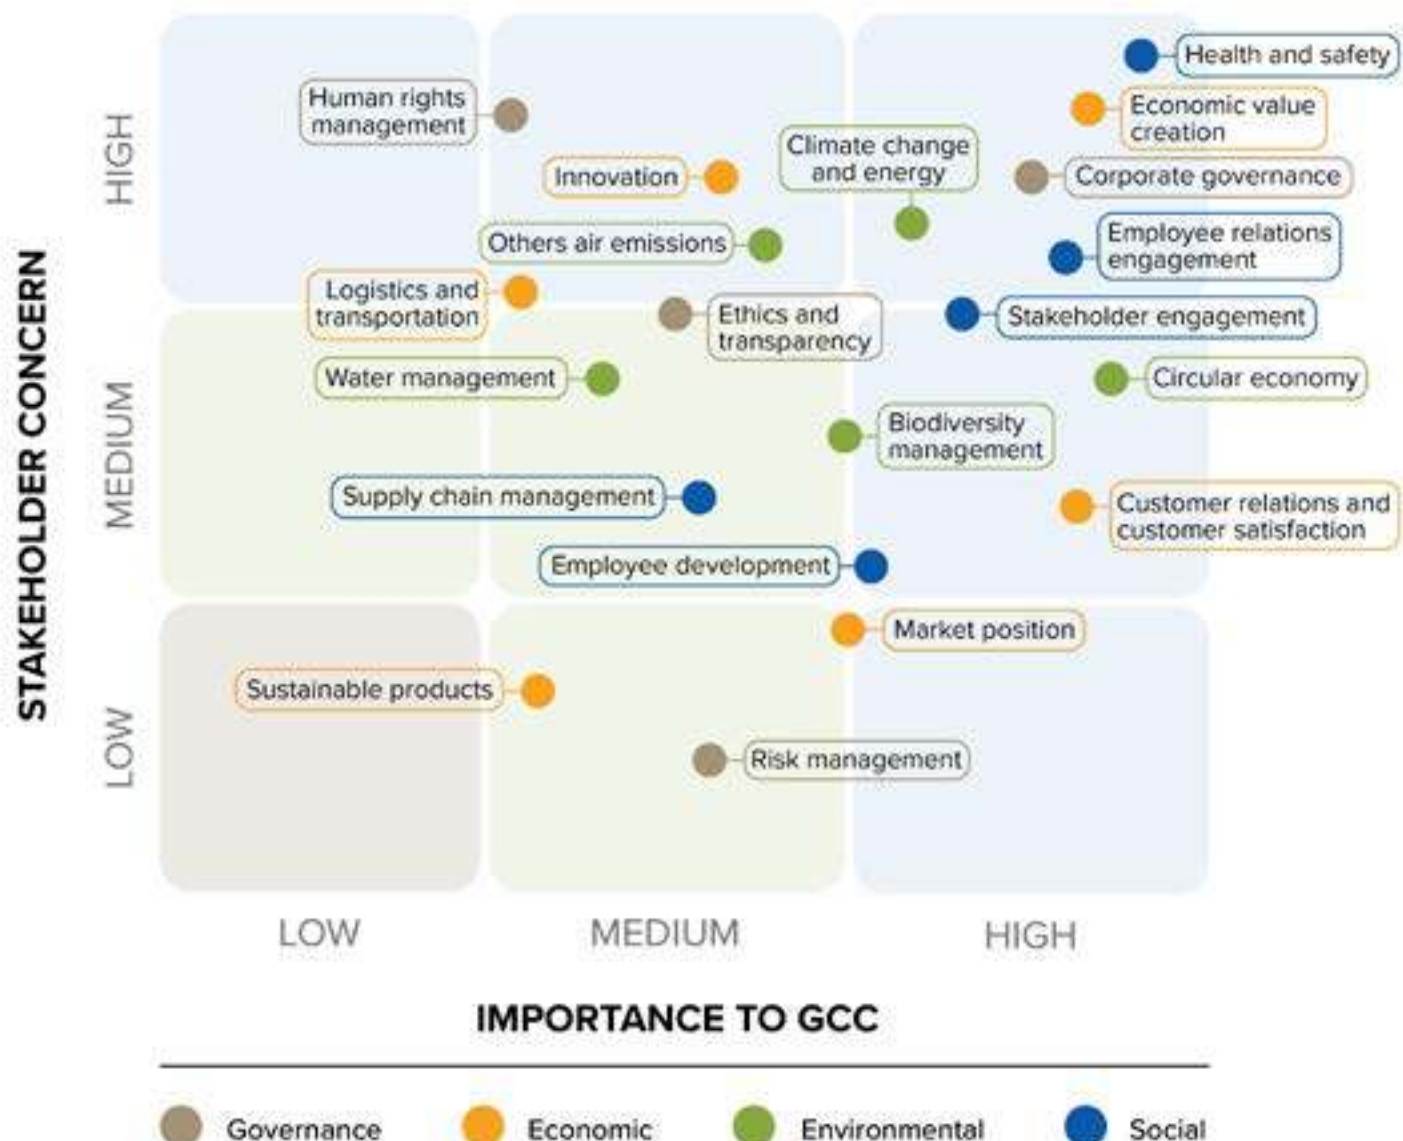 Health and safety
Human rights
management
Economic value
creation
Climate change
and energy
Innovation
Corporate governance
Others air emissions
Employee relations
engagement
Logistics and
transportation
Ethics and
transparency
Stakeholder engagement
Water management
Circular economy
Biodiversity
management
Supply chain management
Customer relations and
customer satisfaction
Employee development
Market position
Sustainable products
Risk management
STAKEHOLDER CONCERN
HIGH
MEDIUM
LOW
LOW
MEDIUM
HIGH
IMPORTANCE TO GCC
Governance
Economic
Environmental
Social